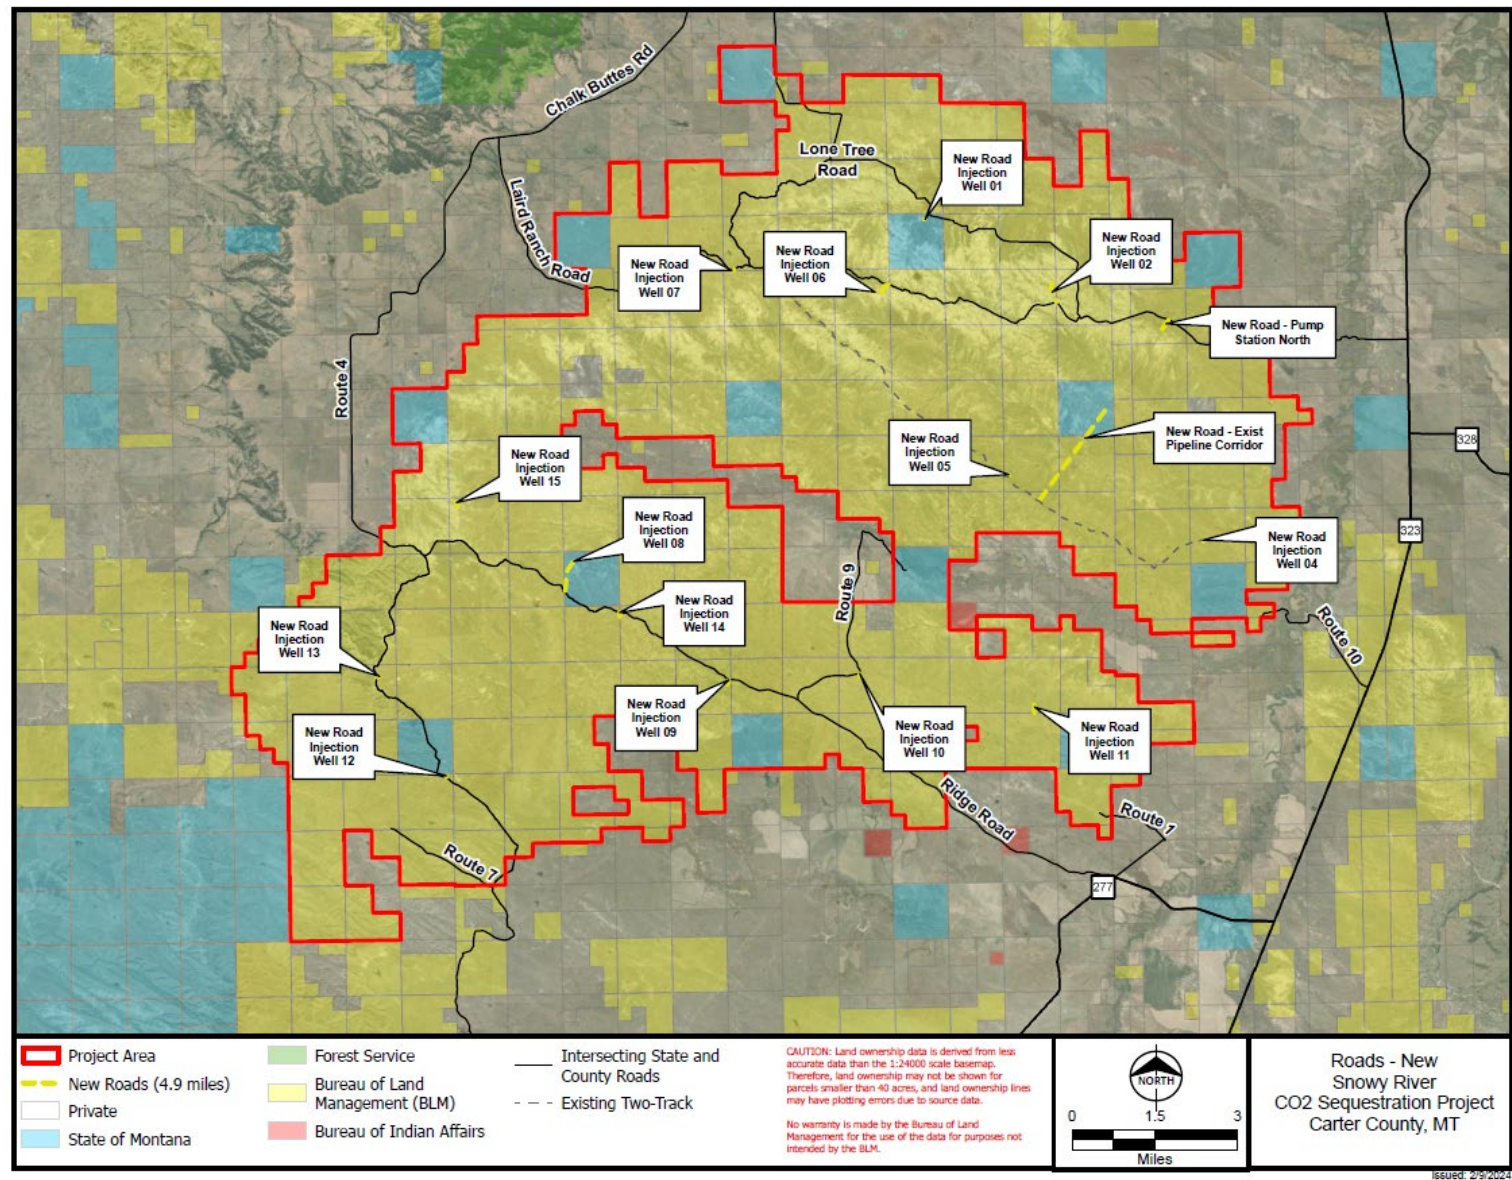 Chalk Buttes Rd
Lone Tree
Road
New Road
Injection
Well 01
Laird Ranch Road
New Road
Injection
Well 02
New Road
Injection
Well 06
New Road
Injection
Well 07
New Road - Pump
Station North
Route 4
New Road - Exist
Pipeline Corridor
328
New Road
Injection
Well 05
New Road
Injection
Well 15
New Road
Injection
Well 08
323
New Road
Injection
Well 04
Route 9
New Road
Injection
Well 14
New Road
Injection
Well 13
Route 10
New Road
Injection
Well 09
New Road
Injection
Well 10
New Road
Injection
Well 11
New Road
Injection
Well 12
Ridge Road
Route 1
Route 7
277
Project Area
New Roads (4.9 miles)
Private
State of Montana
Forest Service
Bureau of Land
Management (BLM)
Bureau of Indian Affairs
Intersecting State and
County Roads
Existing Two-Track
CAUTION: Land ownership data is derived from less
accurate data than the 1:24000 scale basemap.
Therefore, land ownership may not be shown for
parcels smaller than 40 acres, and land ownership lines
may have plotting errors due to source data.
No warranty is made by the Bureau of Land
Management for the use of the data for purposes not
intended by the BLM.
NORTH
0 1.5 3
Miles
Roads - New
Snowy River
CO2 Sequestration Project
Carter County, MT
Issued: 2/9/2024